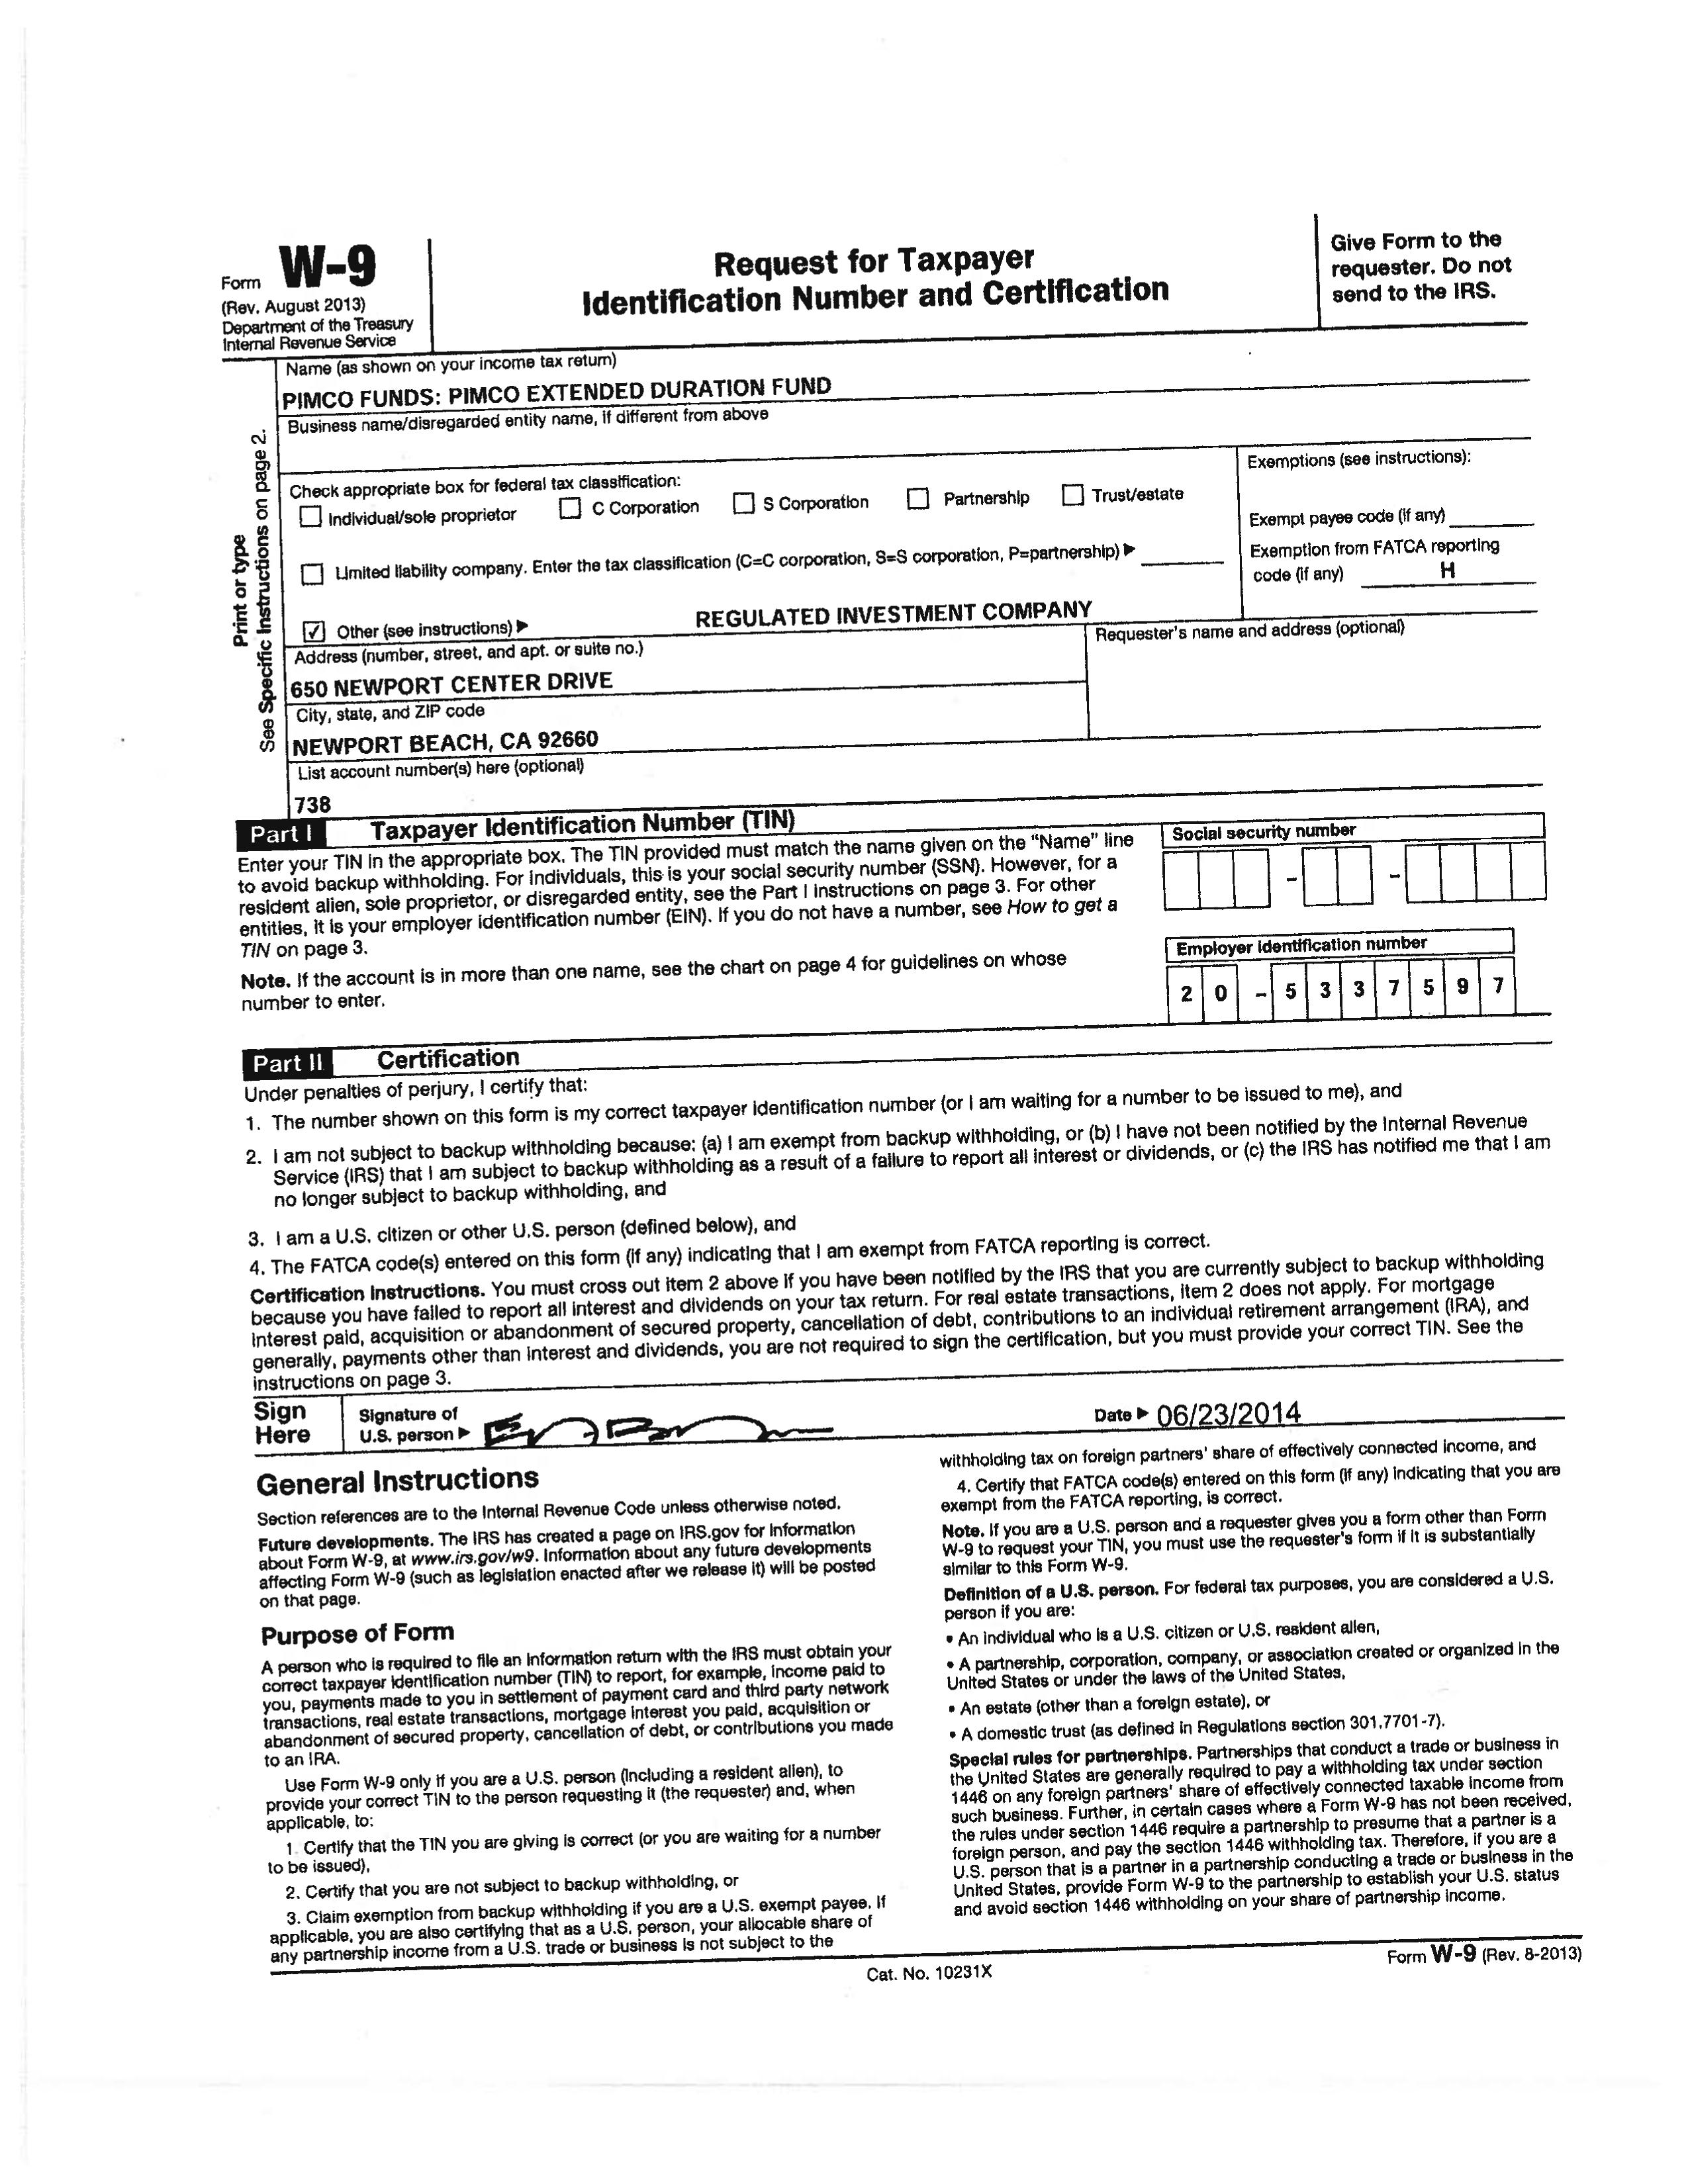 Form W-9
(Rev. August 2013)
Department of the Treasury
Internal Revenue Service
Request for Taxpayer
Identification Number and Certification
Give Form to the
requester. Do not
send to the IRS.
Print or type
See Specific Instructions on page 2.
Name (as shown on your income tax return)
PIMCO FUNDS: PIMCO EXTENDED DURATION FUND
Business name/disregarded entity name, if different from above
Check appropriate box for federal tax classification:
Individual/sole proprietor C Corporation S Corporation Partnership Trust/estate
Limited liability company. Enter the tax classification (C=C corporation, S=S corporation, P=partnership) ▶
✓ Other (see instructions) ▶ REGULATED INVESTMENT COMPANY
Exemptions (see instructions):
Exempt payee code (if any)
Exemption from FATCA reporting
code (if any) H
Address (number, street, and apt. or suite no.)
650 NEWPORT CENTER DRIVE
City, state, and ZIP code
NEWPORT BEACH, CA 92660
Requester's name and address (optional)
List account number(s) here (optional)
738
Part I Taxpayer Identification Number (TIN)
Enter your TIN in the appropriate box. The TIN provided must match the name given on the "Name" line
to avoid backup withholding. For individuals, this is your social security number (SSN). However, for a
resident alien, sole proprietor, or disregarded entity, see the Part I instructions on page 3. For other
entities, it is your employer identification number (EIN). If you do not have a number, see How to get a
TIN on page 3.
Note. If the account is in more than one name, see the chart on page 4 for guidelines on whose
number to enter.
Social security number
- -
Employer identification number
2 0 - 5 3 3 7 5 9 7
Part II Certification
Under penalties of perjury, I certify that:
1. The number shown on this form is my correct taxpayer identification number (or I am waiting for a number to be issued to me), and
2. I am not subject to backup withholding because: (a) I am exempt from backup withholding, or (b) I have not been notified by the Internal Revenue
Service (IRS) that I am subject to backup withholding as a result of a failure to report all interest or dividends, or (c) the IRS has notified me that I am
no longer subject to backup withholding, and
3. I am a U.S. citizen or other U.S. person (defined below), and
4. The FATCA code(s) entered on this form (if any) indicating that I am exempt from FATCA reporting is correct.
Certification instructions. You must cross out item 2 above if you have been notified by the IRS that you are currently subject to backup withholding
because you have failed to report all interest and dividends on your tax return. For real estate transactions, item 2 does not apply. For mortgage
interest paid, acquisition or abandonment of secured property, cancellation of debt, contributions to an individual retirement arrangement (IRA), and
generally, payments other than interest and dividends, you are not required to sign the certification, but you must provide your correct TIN. See the
instructions on page 3.
Sign
Here
Signature of
U.S. person ▶
Date ▶ 06/23/2014
General Instructions
Section references are to the Internal Revenue Code unless otherwise noted.
Future developments. The IRS has created a page on IRS.gov for information
about Form W-9, at www.irs.gov/w9. Information about any future developments
affecting Form W-9 (such as legislation enacted after we release it) will be posted
on that page.
Purpose of Form
A person who is required to file an information return with the IRS must obtain your
correct taxpayer identification number (TIN) to report, for example, income paid to
you, payments made to you in settlement of payment card and third party network
transactions, real estate transactions, mortgage interest you paid, acquisition or
abandonment of secured property, cancellation of debt, or contributions you made
to an IRA.
Use Form W-9 only if you are a U.S. person (including a resident alien), to
provide your correct TIN to the person requesting it (the requester) and, when
applicable, to:
1. Certify that the TIN you are giving is correct (or you are waiting for a number
to be issued),
2. Certify that you are not subject to backup withholding, or
3. Claim exemption from backup withholding if you are a U.S. exempt payee. If
applicable, you are also certifying that as a U.S. person, your allocable share of
any partnership income from a U.S. trade or business is not subject to the
withholding tax on foreign partners' share of effectively connected income, and
4. Certify that FATCA code(s) entered on this form (if any) indicating that you are
exempt from the FATCA reporting, is correct.
Note. If you are a U.S. person and a requester gives you a form other than Form
W-9 to request your TIN, you must use the requester's form if it is substantially
similar to this Form W-9.
Definition of a U.S. person. For federal tax purposes, you are considered a U.S.
person if you are:
• An individual who is a U.S. citizen or U.S. resident alien,
• A partnership, corporation, company, or association created or organized in the
United States or under the laws of the United States,
• An estate (other than a foreign estate), or
• A domestic trust (as defined in Regulations section 301.7701-7).
Special rules for partnerships. Partnerships that conduct a trade or business in
the United States are generally required to pay a withholding tax under section
1446 on any foreign partners' share of effectively connected taxable income from
such business. Further, in certain cases where a Form W-9 has not been received,
the rules under section 1446 require a partnership to presume that a partner is a
foreign person, and pay the section 1446 withholding tax. Therefore, if you are a
U.S. person that is a partner in a partnership conducting a trade or business in the
United States, provide Form W-9 to the partnership to establish your U.S. status
and avoid section 1446 withholding on your share of partnership income.
Cat. No. 10231X
Form W-9 (Rev. 8-2013)